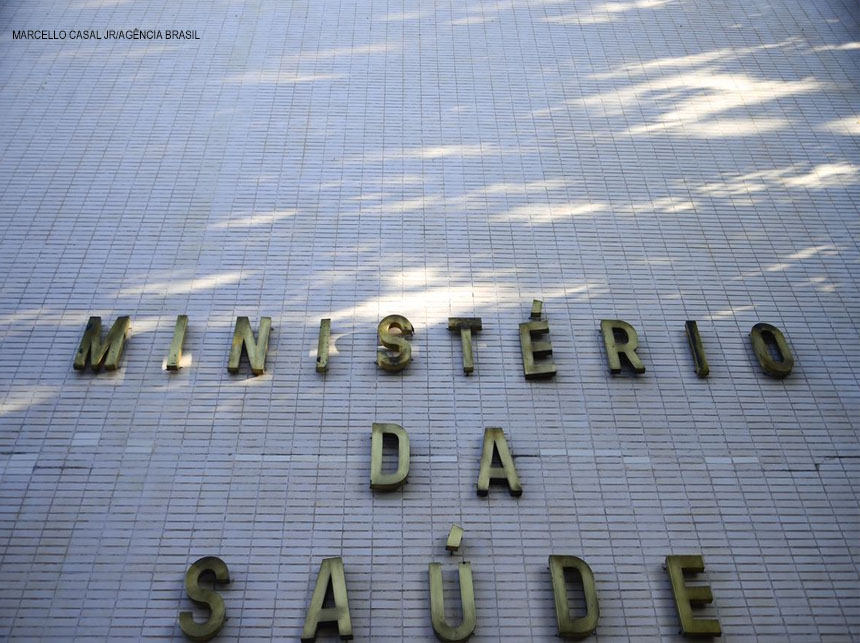 MARCELLO CASAL JR/AGÊNCIA BRASIL
MINISTÉRIO
DA
SAÚDE